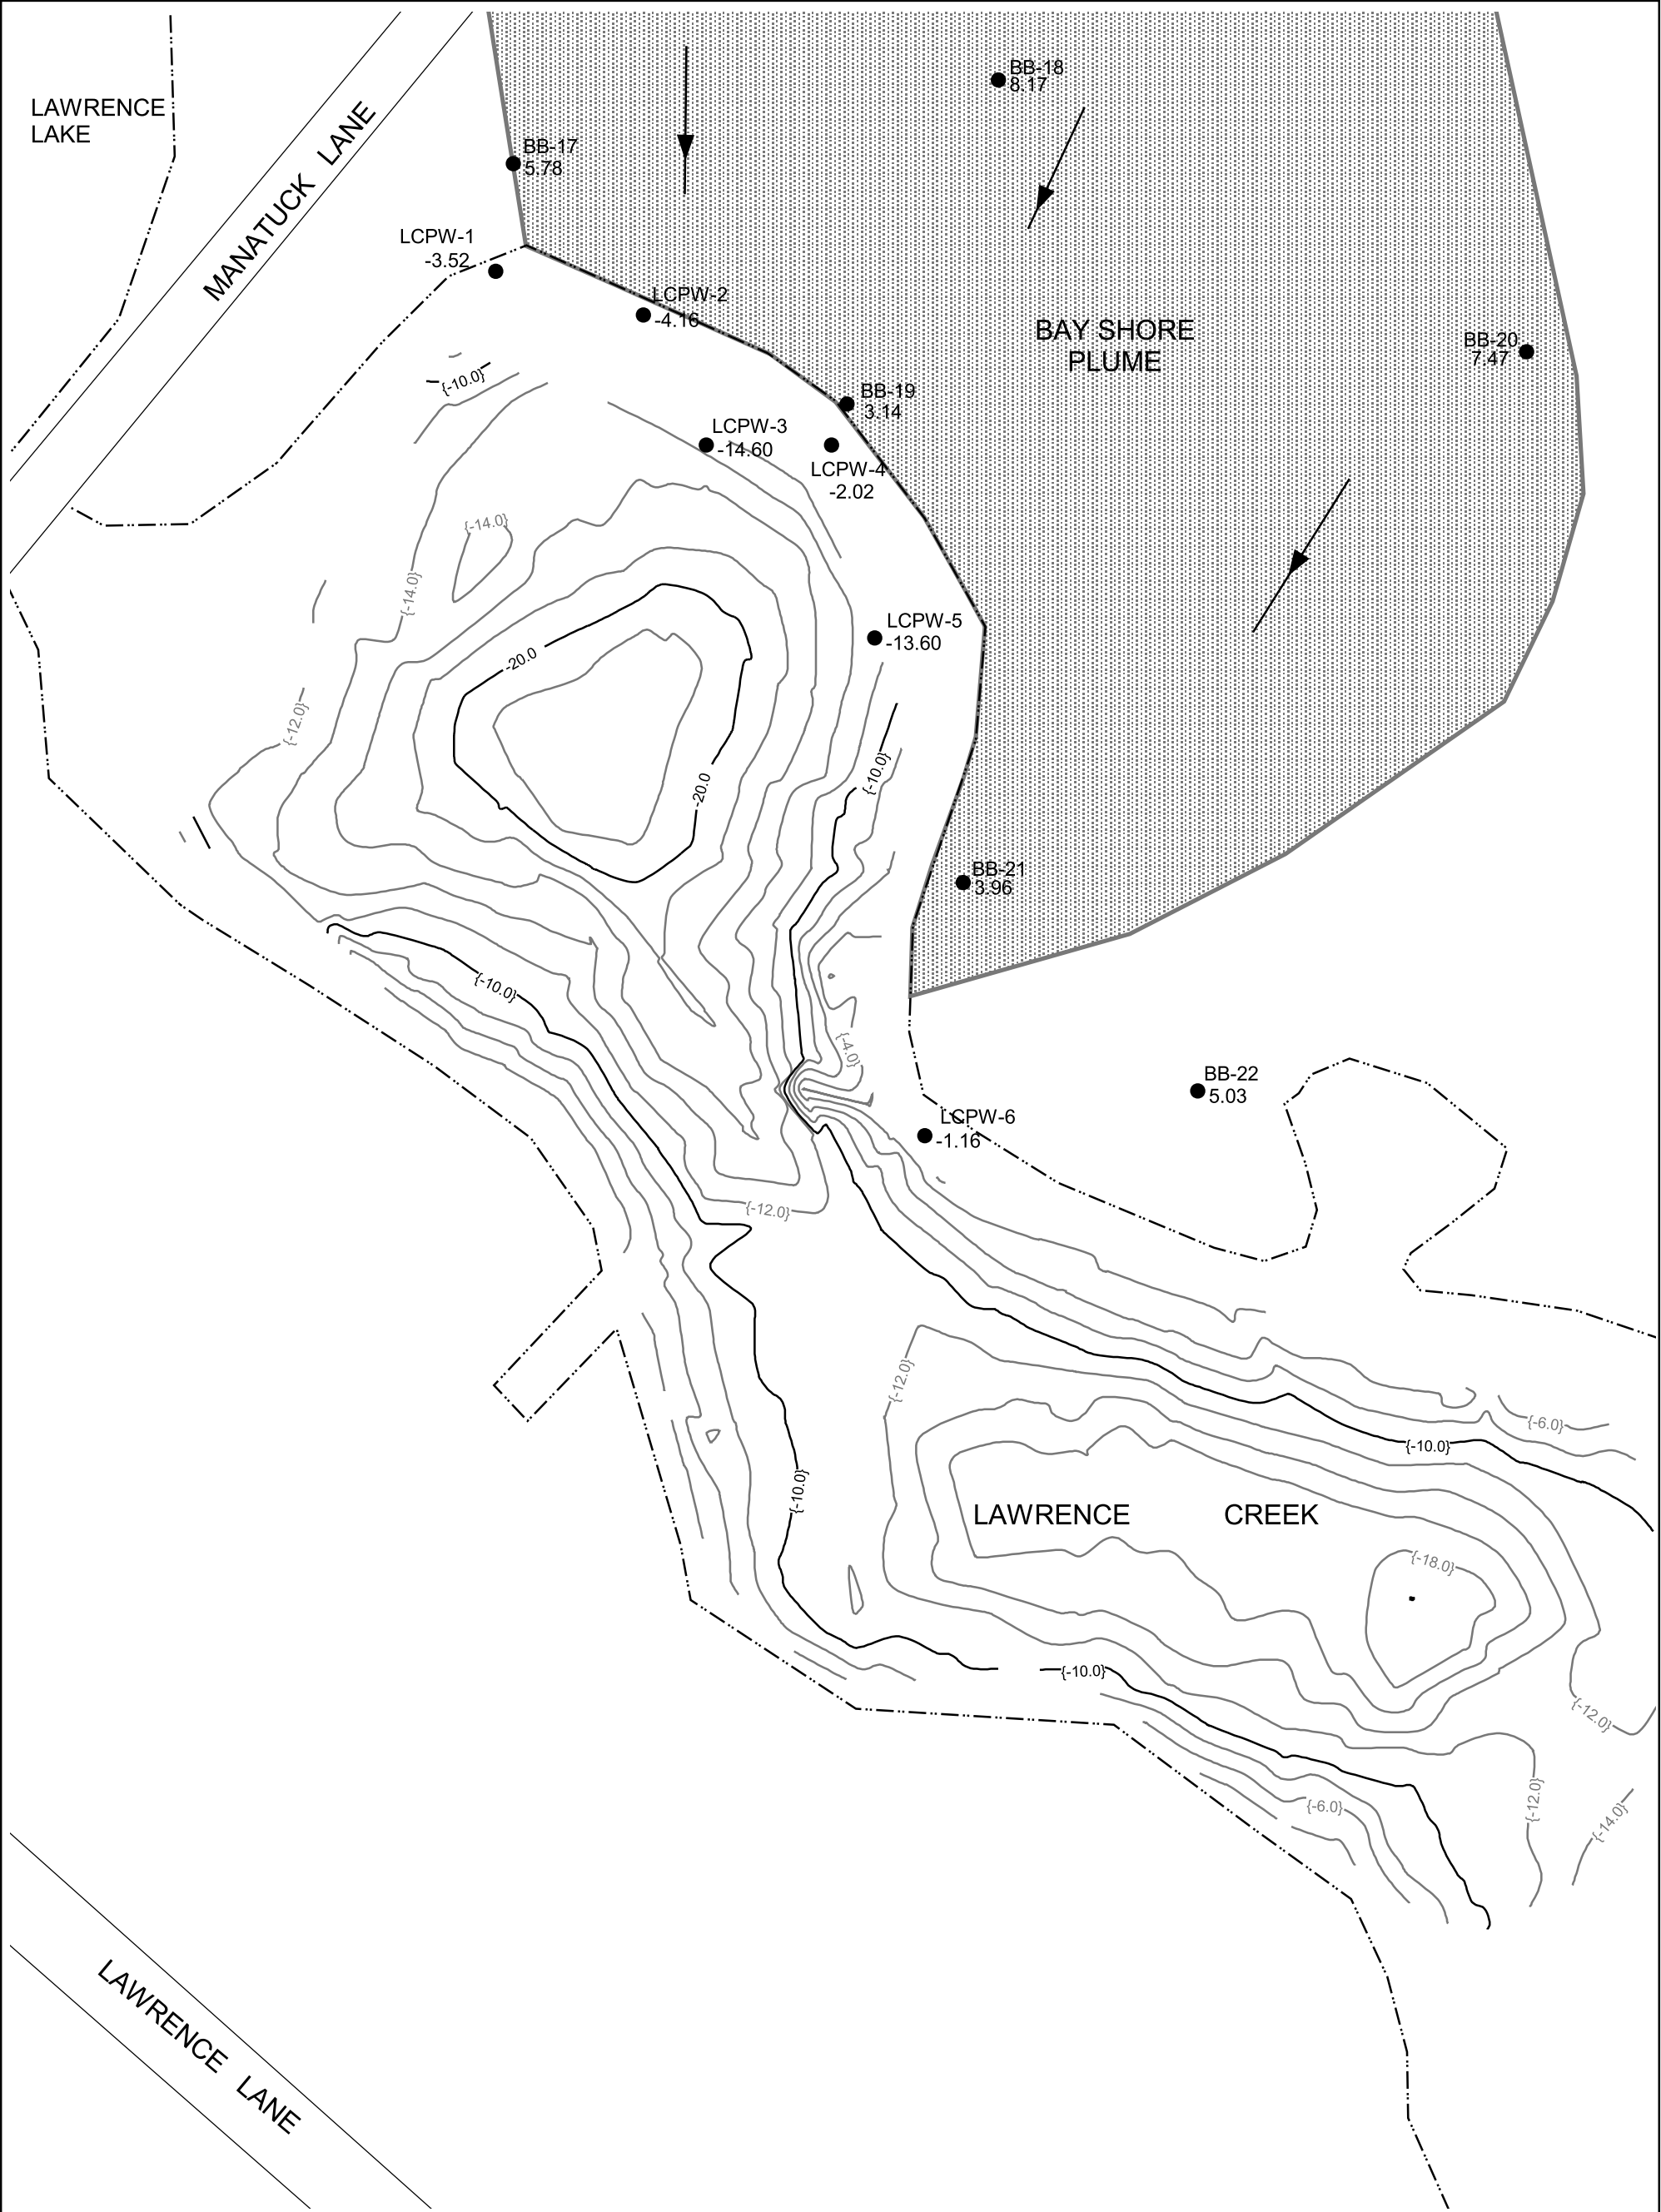 BB-18
8.17
LAWRENCE
LAKE
MANATUCK LANE
BB-17
5.78
LCPW-1
-3.52
LCPW-2
-4.16
BAY SHORE
PLUME
BB-20
7.47
{-10.0}
BB-19
3.14
LCPW-3
-14.60
LCPW-4
-2.02
{-14.0}
{-14.0}
LCPW-5
-13.60
-20.0
{-12.0}
{-10.0}
-20.0
BB-21
3.96
{-10.0}
{-4.0}
BB-22
5.03
LCPW-6
-1.16
{-12.0}
{-12.0}
{-6.0}
{-10.0}
{-10.0}
LAWRENCE CREEK
{-18.0}
{-10.0}
{-12.0}
{-12.0}
{-6.0}
{-14.0}
LAWRENCE LANE